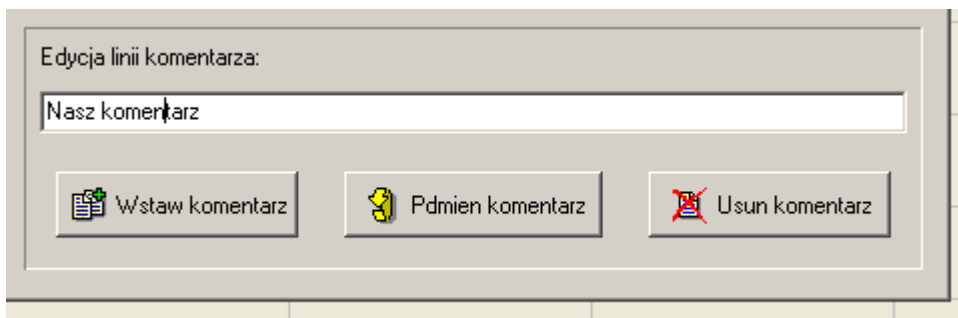 Edycja linii komentarza:
Nasz komentarz
Wstaw komentarz
Pdmien komentarz
Usun komentarz